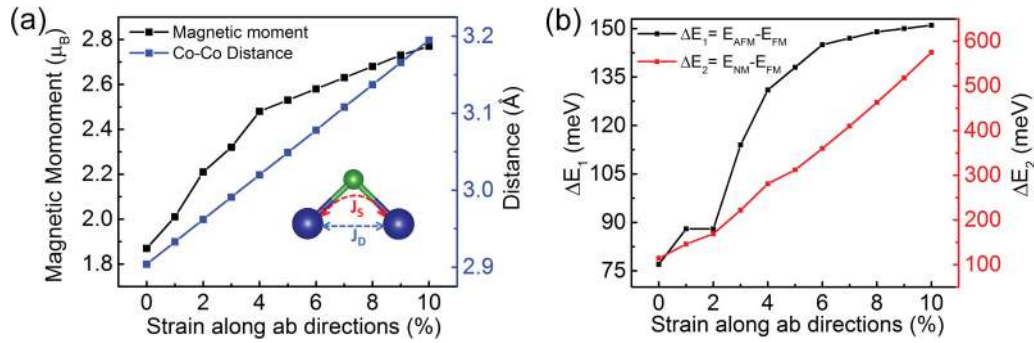 (a)
Magnetic Momoment (μB)
2.8
2.6
2.4
2.2
2.0
1.8
Magnetic moment
Co-Co Distance
JS
JD
3.2
3.1
3.0
2.9
Distance (Å)
0 2 4 6 8 10
Strain along ab directions (%)
(b)
ΔE1 (meV)
150
135
120
105
90
75
ΔE1= EAFM-EFM
ΔE2= ENM-EFM
600
500
400
300
200
100
ΔE2 (meV)
0 2 4 6 8 10
Strain along ab directions (%)